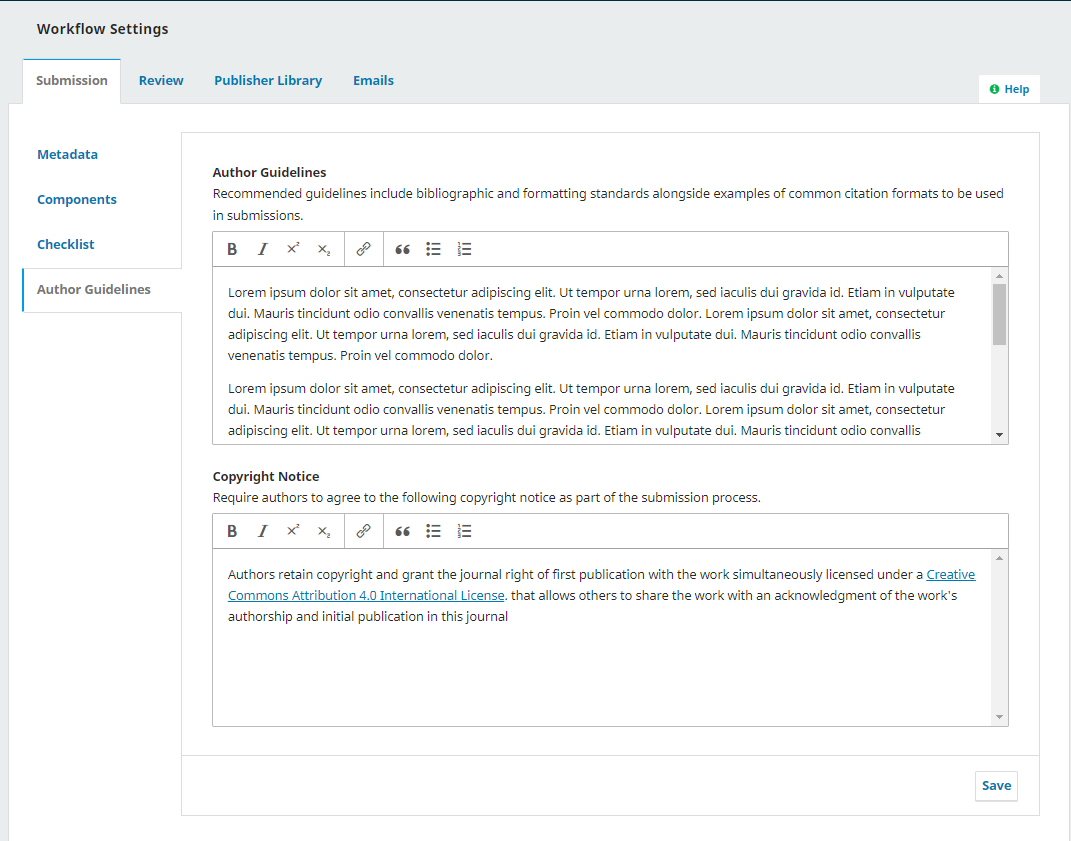 Workflow Settings
Submission Review Publisher Library Emails
Help
Metadata
Components
Checklist
Author Guidelines
Author Guidelines
Recommended guidelines include bibliographic and formatting standards alongside examples of common citation formats to be used
in submissions.
B I x² x₂
Lorem ipsum dolor sit amet, consectetur adipiscing elit. Ut tempor urna lorem, sed iaculis dui gravida id. Etiam in vulputate
dui. Mauris tincidunt odio convallis venenatis tempus. Proin vel commodo dolor. Lorem ipsum dolor sit amet, consectetur
adipiscing elit. Ut tempor urna lorem, sed iaculis dui gravida id. Etiam in vulputate dui. Mauris tincidunt odio convallis
venenatis tempus. Proin vel commodo dolor.
Lorem ipsum dolor sit amet, consectetur adipiscing elit. Ut tempor urna lorem, sed iaculis dui gravida id. Etiam in vulputate
dui. Mauris tincidunt odio convallis venenatis tempus. Proin vel commodo dolor. Lorem ipsum dolor sit amet, consectetur
adipiscing elit. Ut tempor urna lorem, sed iaculis dui gravida id. Etiam in vulputate dui. Mauris tincidunt odio convallis
Copyright Notice
Require authors to agree to the following copyright notice as part of the submission process.
B I x² x₂
Authors retain copyright and grant the journal right of first publication with the work simultaneously licensed under a Creative
Commons Attribution 4.0 International License. that allows others to share the work with an acknowledgment of the work's
authorship and initial publication in this journal
Save